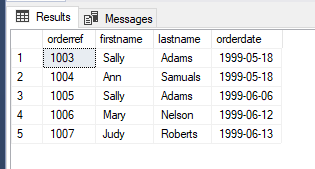 Results Messages
orderref firstname lastname orderdate
1 1003 Sally Adams 1999-05-18
2 1004 Ann Samuals 1999-05-18
3 1005 Sally Adams 1999-06-06
4 1006 Mary Nelson 1999-06-12
5 1007 Judy Roberts 1999-06-13